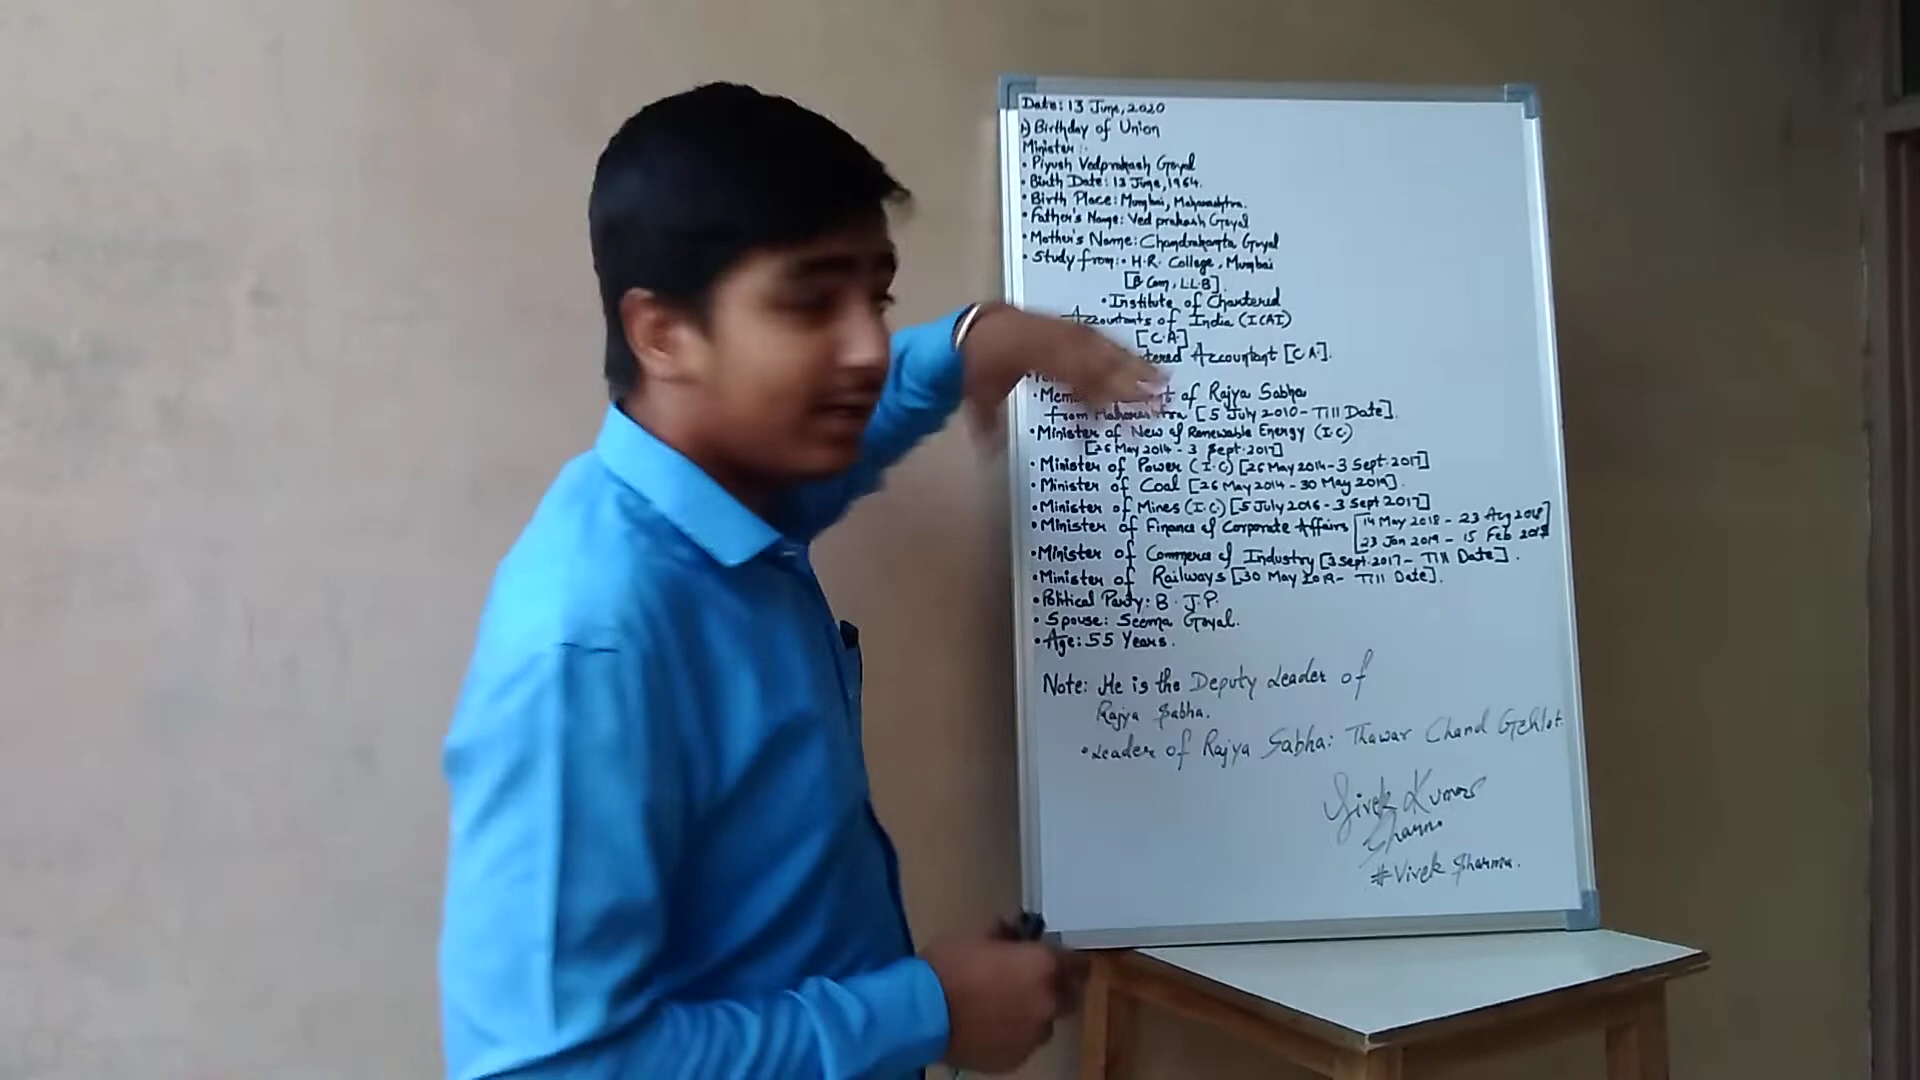 Date: 13 June, 2020
1) Birthday of Union
Minister:-
• Piyush Vedprakash Goyal
• Birth Date: 13 June, 1964.
• Birth Place: Mumbai, Maharashtra.
• Father's Name: Ved prakash Goyal
• Mother's Name: Chandrakanta Goyal
• Study from: • H.R. College, Mumbai
[B.Com, L.L.B].
• Institute of Chartered
Accountants of India (ICAI)
[C.A.]
Accountant [C.A.].
of Rajya Sabha
from Maharashtra [5 July 2010 - Till Date].
• Minister of New & Renewable Energy (I.C)
[26 May 2014 - 3 Sept. 2017]
• Minister of Power (I.C) [26 May 2014 - 3 Sept. 2017]
• Minister of Coal [26 May 2014 - 30 May 2019].
• Minister of Mines (I.C.) [5 July 2016 - 3 Sept 2017]
• Minister of Finance & Corporate Affairs [14 May 2018 - 23 Aug 2018]
23 Jan 2019 - 15 Feb
• Minister of Commerce & Industry [3 Sept. 2017 - Till Date].
• Minister of Railways [30 May 2019 - Till Date].
• Political Party: B.J.P.
• Spouse: Seema Goyal.
• Age: 55 Years.
Note: He is the Deputy Leader of
Rajya Sabha.
• Leader of Rajya Sabha: Thawar Chand Gehlot.
Vivek Kumar
Sharma
#Vivek Sharma.